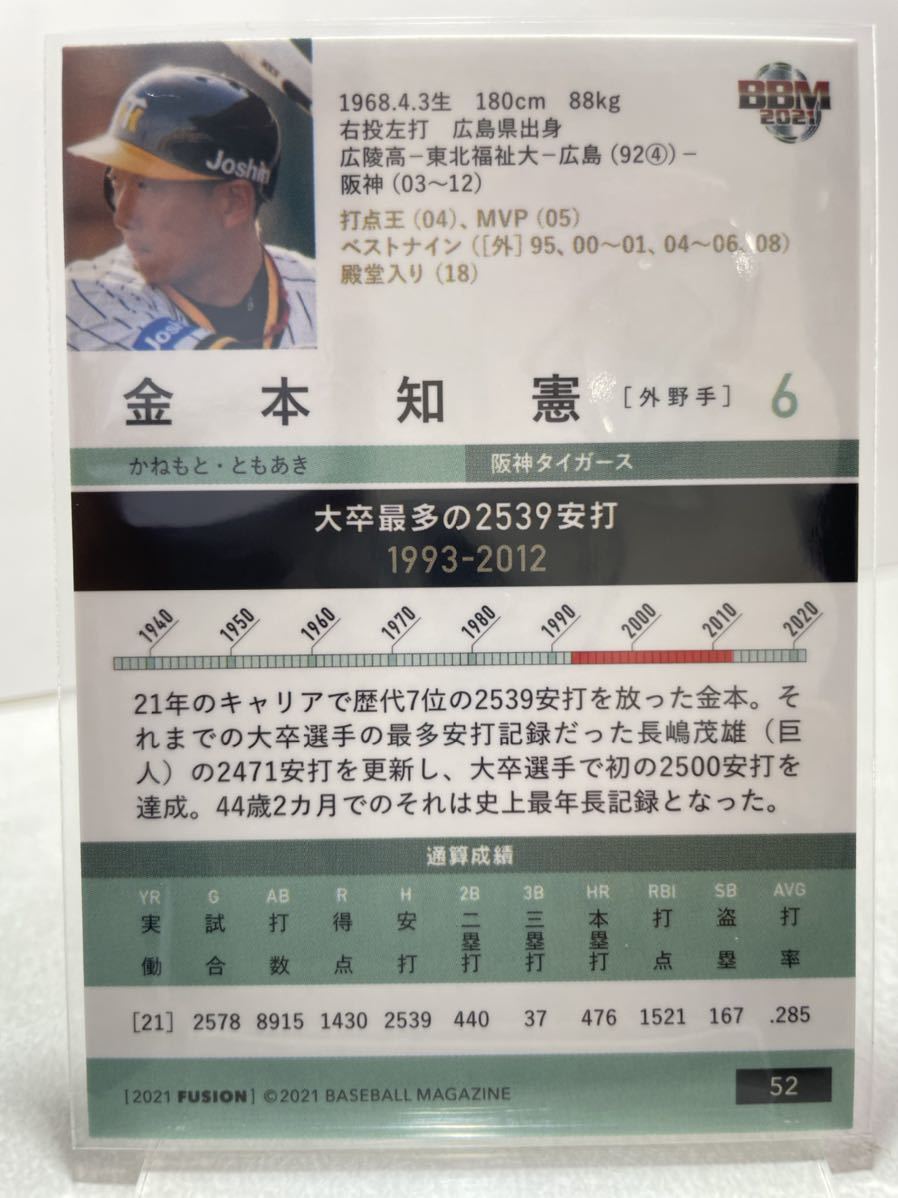 BBM
2021
Joshin
Joshin
1968.4.3生 180cm 88kg
右投左打 広島県出身
広陵高−東北福祉大−広島（92④）−
阪神（03〜12）
打点王（04）、MVP（05）
ベストナイン（［外］95、00〜01、04〜06、08）
殿堂入り（18）
金本知憲［外野手］6
かねもと・ともあき 阪神タイガース
大卒最多の2539安打
1993-2012
1940 1950 1960 1970 1980 1990 2000 2010 2020
21年のキャリアで歴代7位の2539安打を放った金本。そ
れまでの大卒選手の最多安打記録だった長嶋茂雄（巨
人）の2471安打を更新し、大卒選手で初の2500安打を
達成。44歳2カ月でのそれは史上最年長記録となった。
通算成績
YR G AB R H 2B 3B HR RBI SB AVG
実働 試合 打数 得点 安打 二塁打 三塁打 本塁打 打点 盗塁 打率
［21］ 2578 8915 1430 2539 440 37 476 1521 167 .285
［2021 FUSION］©2021 BASEBALL MAGAZINE 52